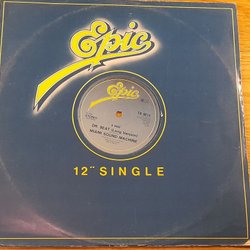 Epic
Epic
DR. BEAT (Long Version)
MIAMI SOUND MACHINE
12" SINGLE